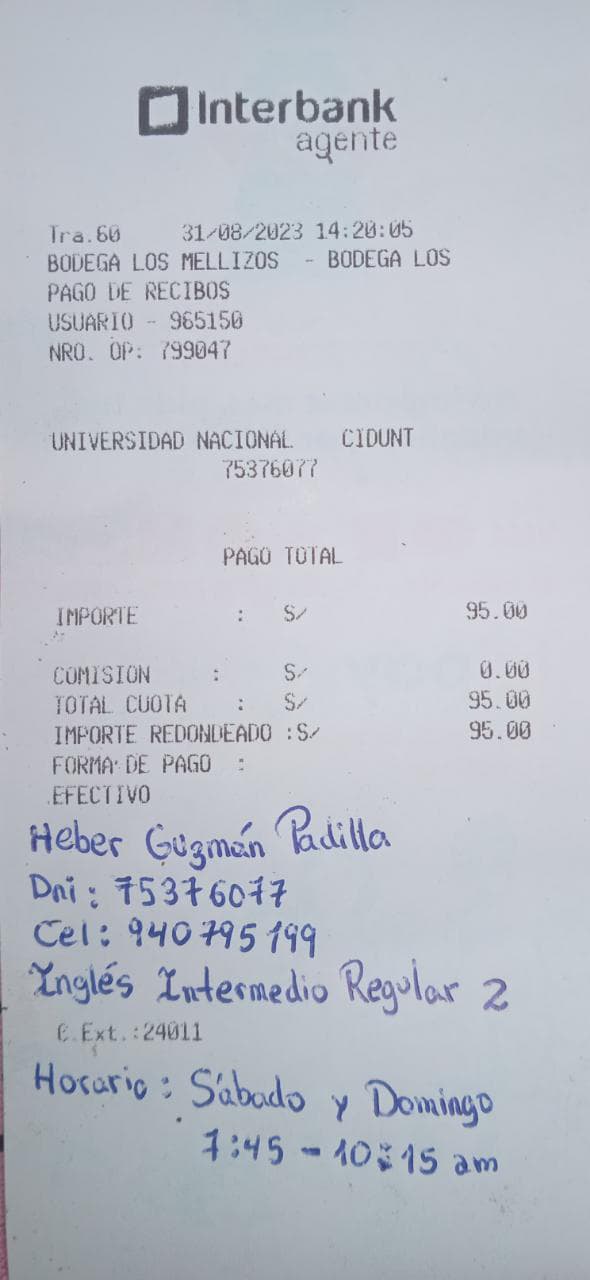 Interbank
agente
Tra.60 31/08/2023 14:20:05
BODEGA LOS MELLIZOS - BODEGA LOS
PAGO DE RECIBOS
USUARIO - 965150
NRO. OP: 799047
UNIVERSIDAD NACIONAL CIDUNT
75376077
PAGO TOTAL
IMPORTE : S/ 95.00
COMISION : S/ 0.00
TOTAL CUOTA : S/ 95.00
IMPORTE REDONDEADO :S/ 95.00
FORMA DE PAGO :
EFECTIVO
Heber Guzmán Padilla
Dni: 75376077
Cel: 940795199
Inglés Intermedio Regular 2
C.Ext.:24011
Horario: Sábado y Domingo
7:45 - 10:15 am